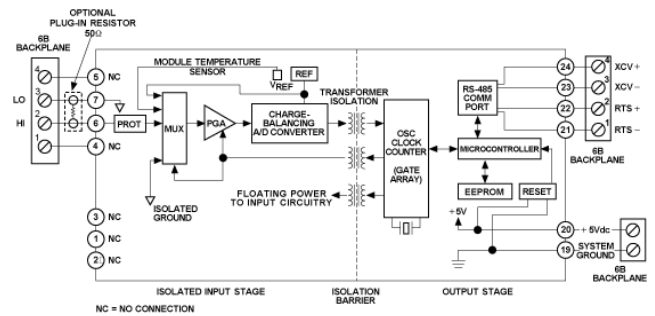 OPTIONAL
PLUG-IN RESISTOR
50Ω
6B
BACKPLANE
4
3
2
1
LO
HI
5 NC
7
6
4 NC
3 NC
1 NC
2 NC
PROT
MODULE TEMPERATURE
SENSOR
VREF
REF
MUX
PGA
CHARGE-
BALANCING
A/D CONVERTER
TRANSFORMER
ISOLATION
ISOLATED
GROUND
FLOATING POWER
TO INPUT CIRCUITRY
OSC
CLOCK
COUNTER
(GATE
ARRAY)
RS-485
COMM
PORT
MICROCONTROLLER
EEPROM
RESET
+5V
24
23
22
21
4
3
2
1
XCV +
XCV –
RTS +
RTS –
6B
BACKPLANE
20 + 5Vdc
19 SYSTEM
GROUND
6B
BACKPLANE
ISOLATED INPUT STAGE
ISOLATION
BARRIER
OUTPUT STAGE
NC = NO CONNECTION